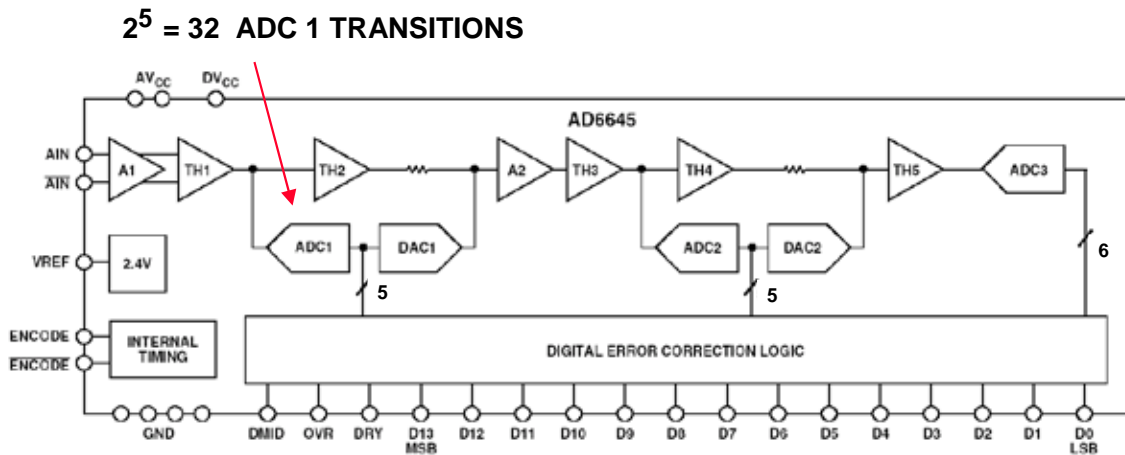 2⁵ = 32 ADC 1 TRANSITIONS
AVCC DVCC
AD6645
AIN A1 TH1 TH2 A2 TH3 TH4 TH5 ADC3
AIN
ADC1 DAC1 ADC2 DAC2
VREF 2.4V 5 5 6
ENCODE INTERNAL TIMING DIGITAL ERROR CORRECTION LOGIC
ENCODE
GND DMID OVR DRY D13 D12 D11 D10 D9 D8 D7 D6 D5 D4 D3 D2 D1 D0
MSB LSB